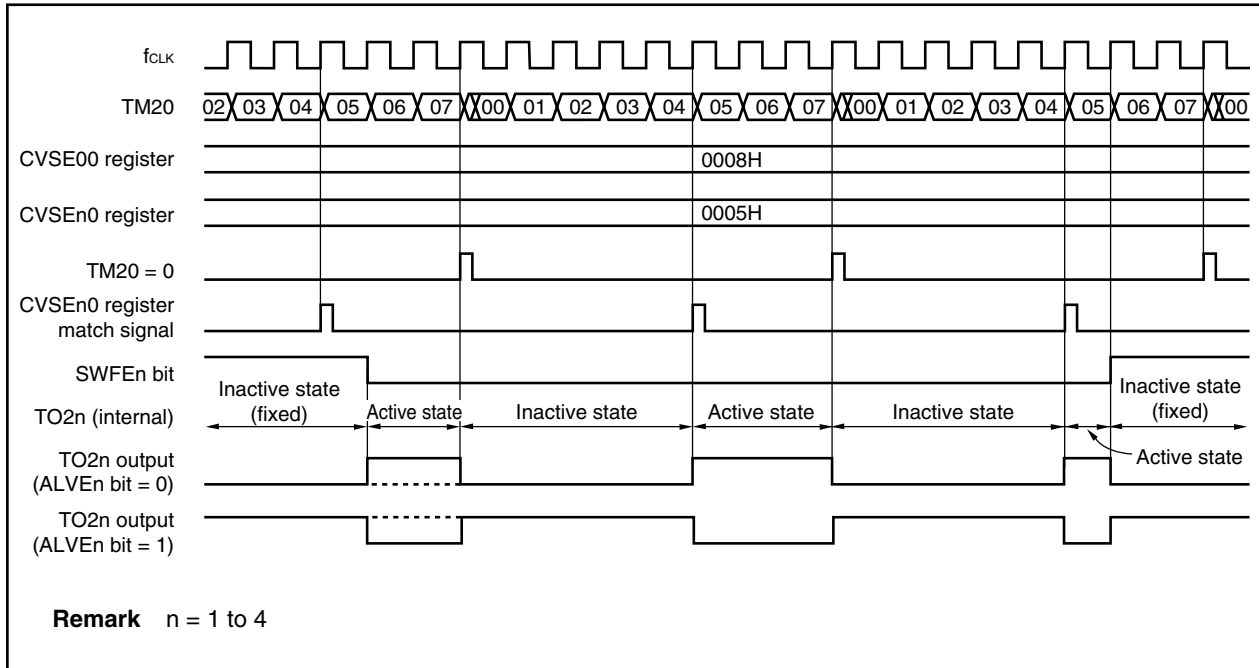 fCLK
TM20 02 03 04 05 06 07 00 01 02 03 04 05 06 07 00 01 02 03 04 05 06 07 00
CVSE00 register 0008H
CVSEn0 register 0005H
TM20 = 0
CVSEn0 register
match signal
SWFEn bit
Inactive state
(fixed)
Inactive state
(fixed)
TO2n (internal) Active state Inactive state Active state Inactive state
Active state
TO2n output
(ALVEn bit = 0)
TO2n output
(ALVEn bit = 1)
Remark n = 1 to 4